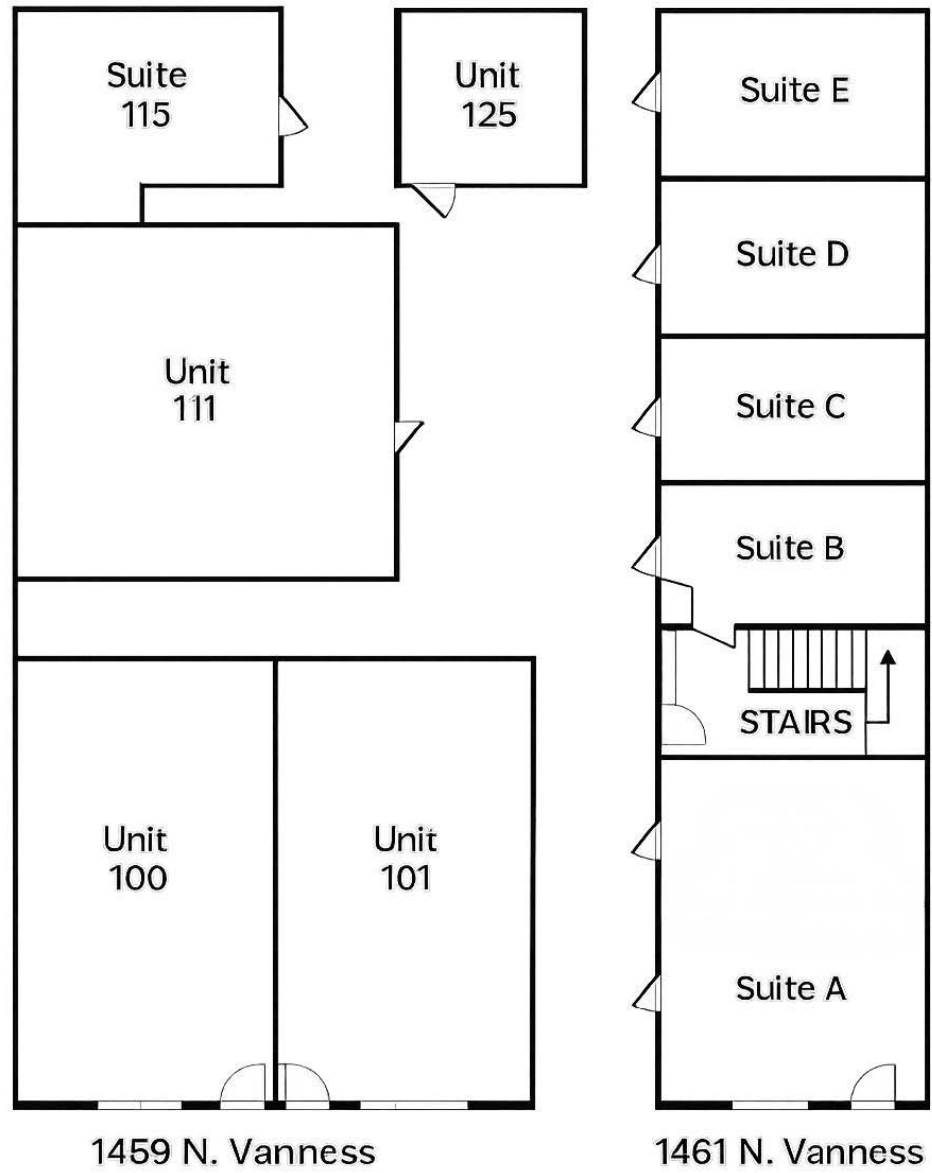 Suite
115
Unit
125
Suite E
Suite D
Unit
111
Suite C
Suite B
STAIRS
Unit
100
Unit
101
Suite A
1459 N. Vanness
1461 N. Vanness